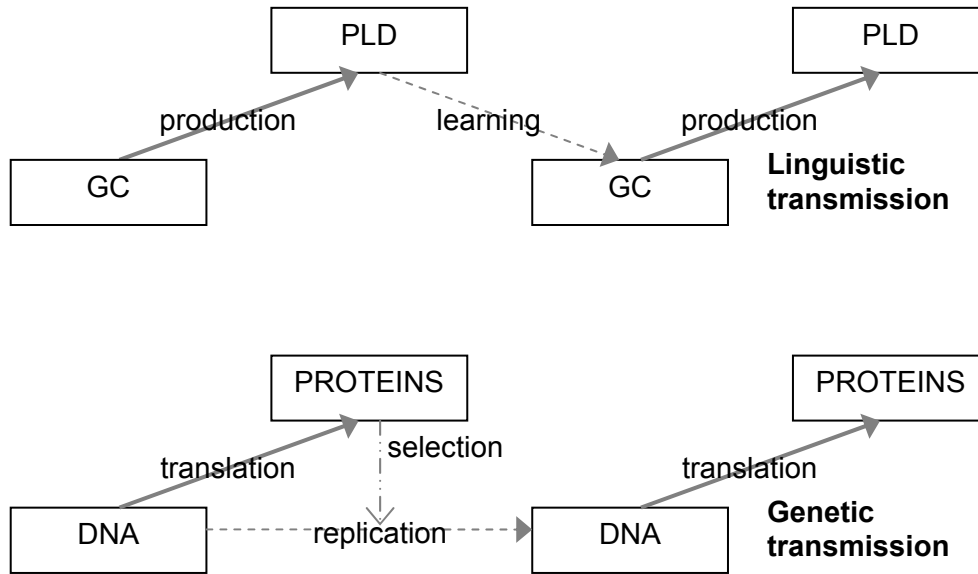 PLD
PLD
production
learning
production
GC
GC
Linguistic
transmission
PROTEINS
PROTEINS
selection
translation
translation
DNA
replication
DNA
Genetic
transmission